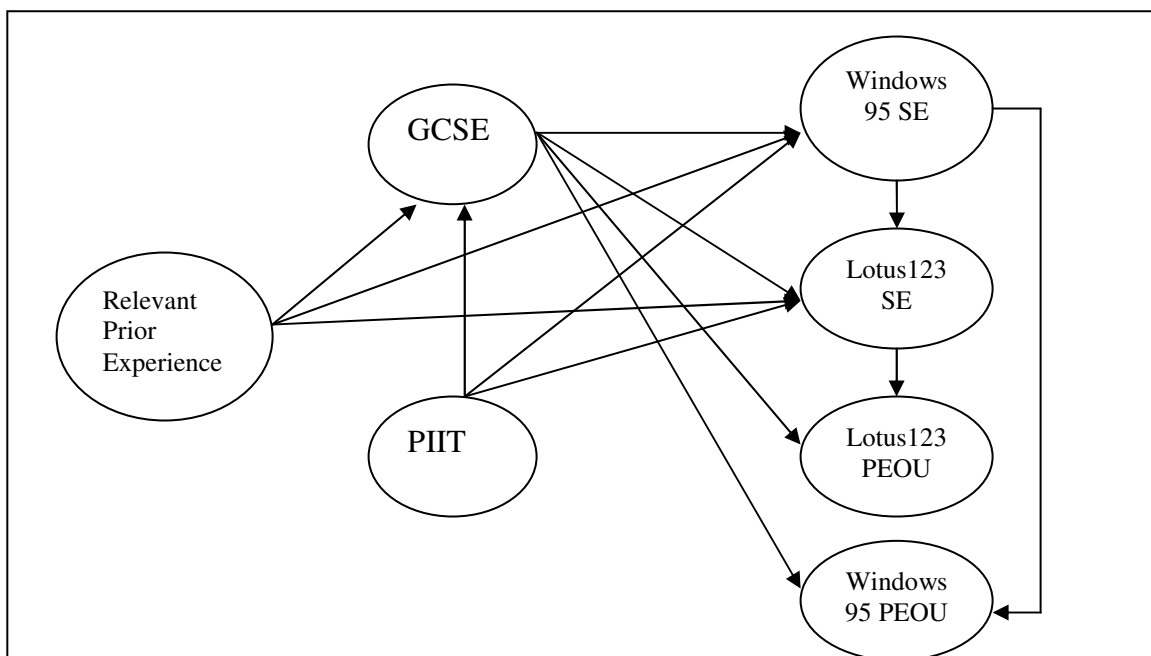 Windows
95 SE
GCSE
Lotus123
SE
Relevant
Prior
Experience
PIIT
Lotus123
PEOU
Windows
95 PEOU